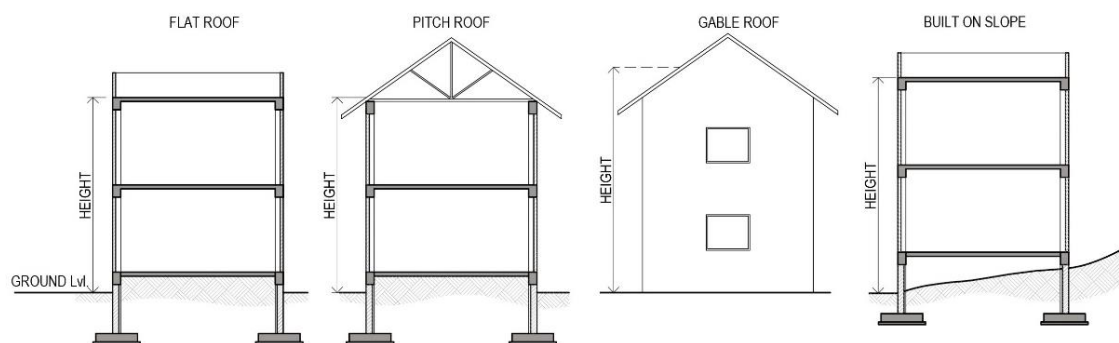 FLAT ROOF
PITCH ROOF
GABLE ROOF
BUILT ON SLOPE
HEIGHT
HEIGHT
HEIGHT
HEIGHT
GROUND Lvl.